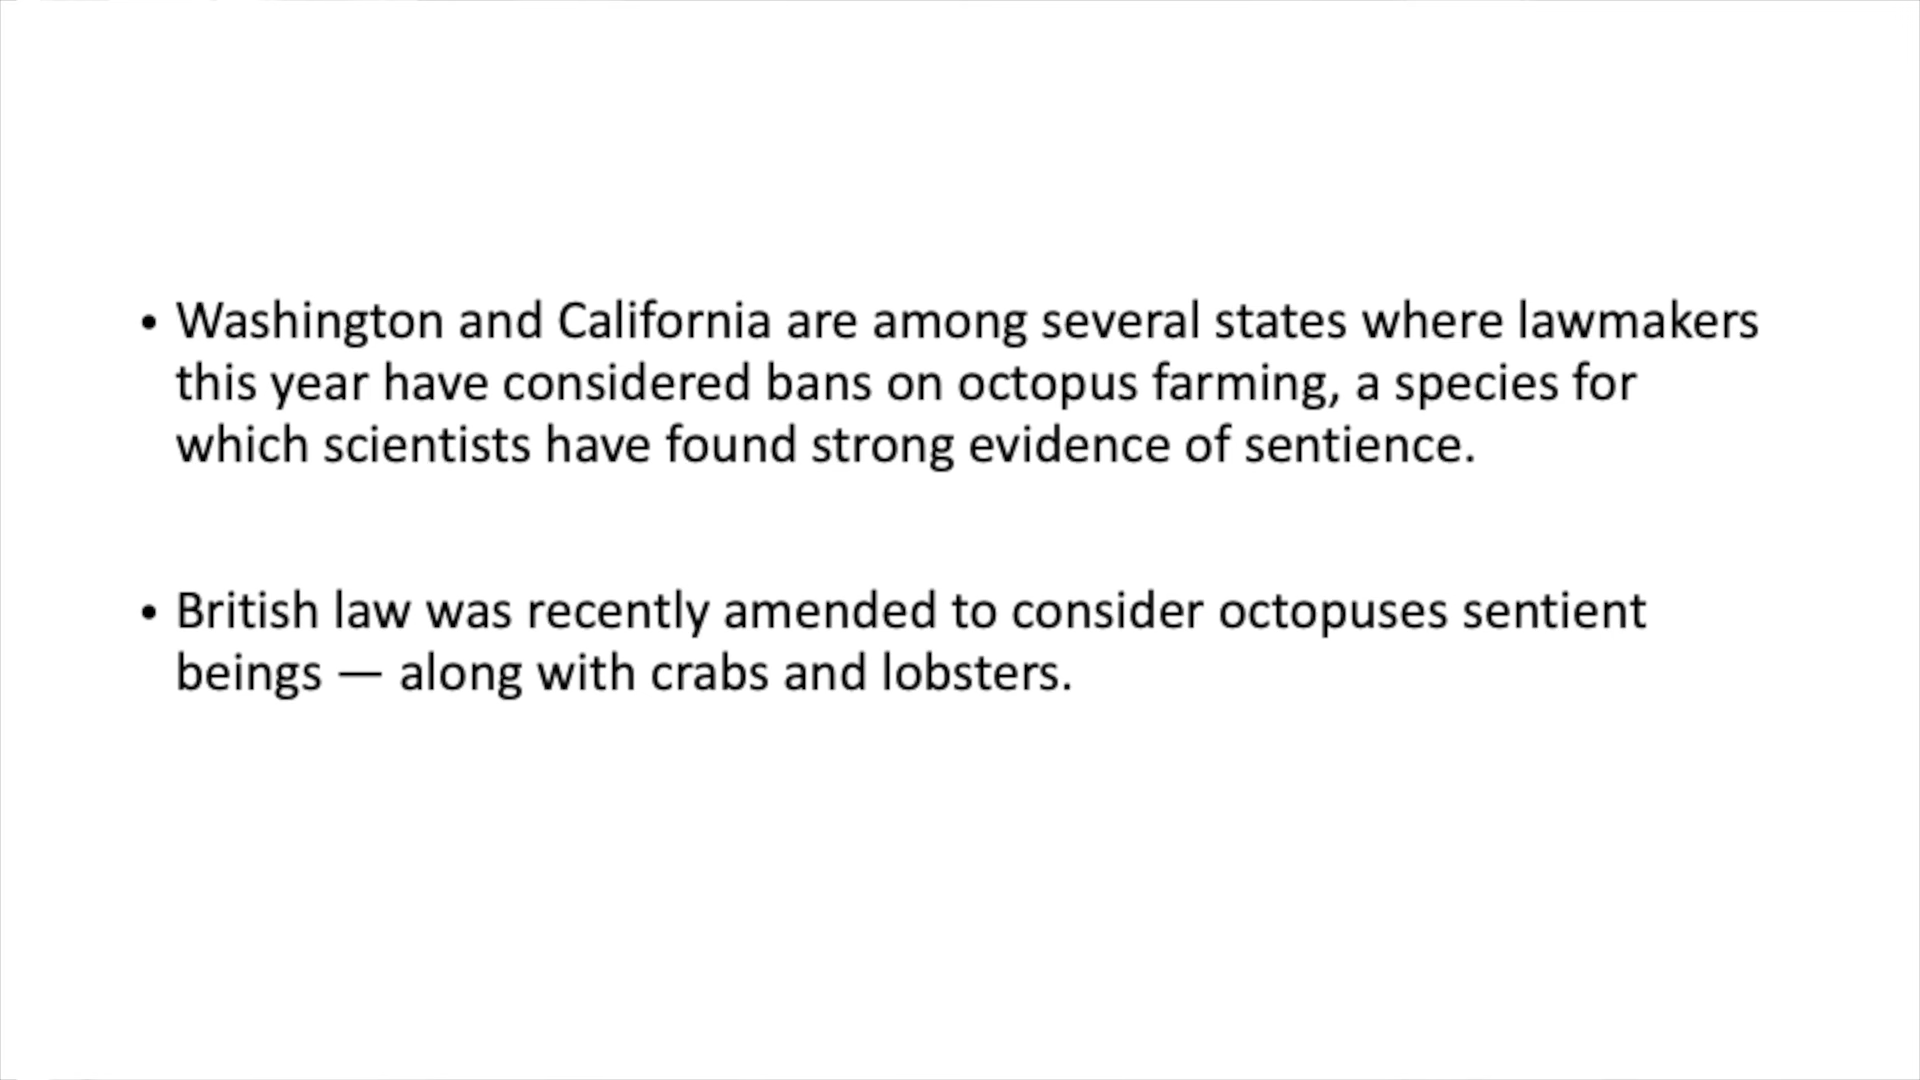 • Washington and California are among several states where lawmakers
this year have considered bans on octopus farming, a species for
which scientists have found strong evidence of sentience.
• British law was recently amended to consider octopuses sentient
beings — along with crabs and lobsters.